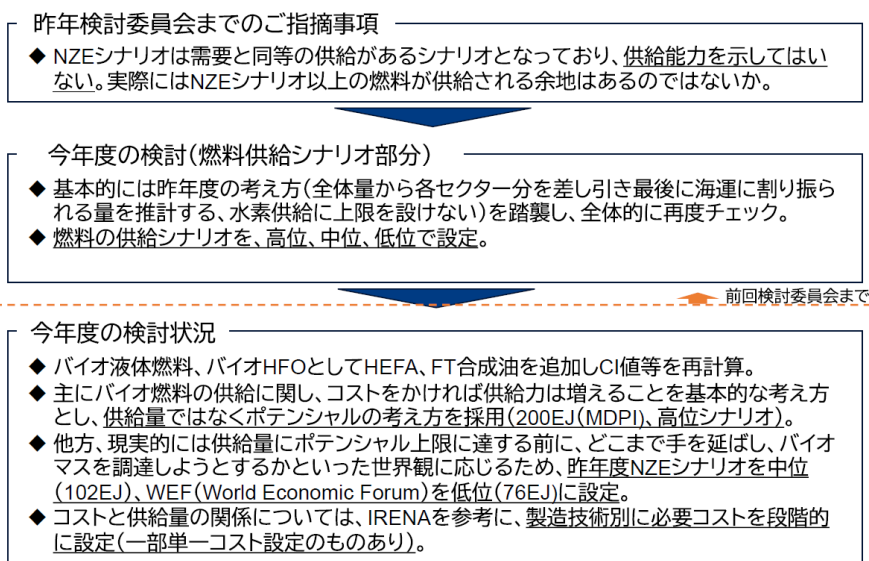 昨年検討委員会までのご指摘事項
◆ NZEシナリオは需要と同等の供給があるシナリオとなっており、供給能力を示してはい
ない。実際にはNZEシナリオ以上の燃料が供給される余地はあるのではないか。
今年度の検討（燃料供給シナリオ部分）
◆ 基本的には昨年度の考え方（全体量から各セクター分を差し引き最後に海運に割り振ら
れる量を推計する、水素供給に上限を設けない）を踏襲し、全体的に再度チェック。
◆ 燃料の供給シナリオを、高位、中位、低位で設定。
前回検討委員会まで
今年度の検討状況
◆ バイオ液体燃料、バイオHFOとしてHEFA、FT合成油を追加しCI値等を再計算。
◆ 主にバイオ燃料の供給に関し、コストをかければ供給力は増えることを基本的な考え方
とし、供給量ではなくポテンシャルの考え方を採用（200EJ（MDPI)、高位シナリオ）。
◆ 他方、現実的には供給量にポテンシャル上限に達する前に、どこまで手を延ばし、バイオ
マスを調達しようとするかといった世界観に応じるため、昨年度NZEシナリオを中位
（102EJ）、WEF（World Economic Forum）を低位（76EJ)に設定。
◆ コストと供給量の関係については、IRENAを参考に、製造技術別に必要コストを段階的
に設定（一部単一コスト設定のものあり）。